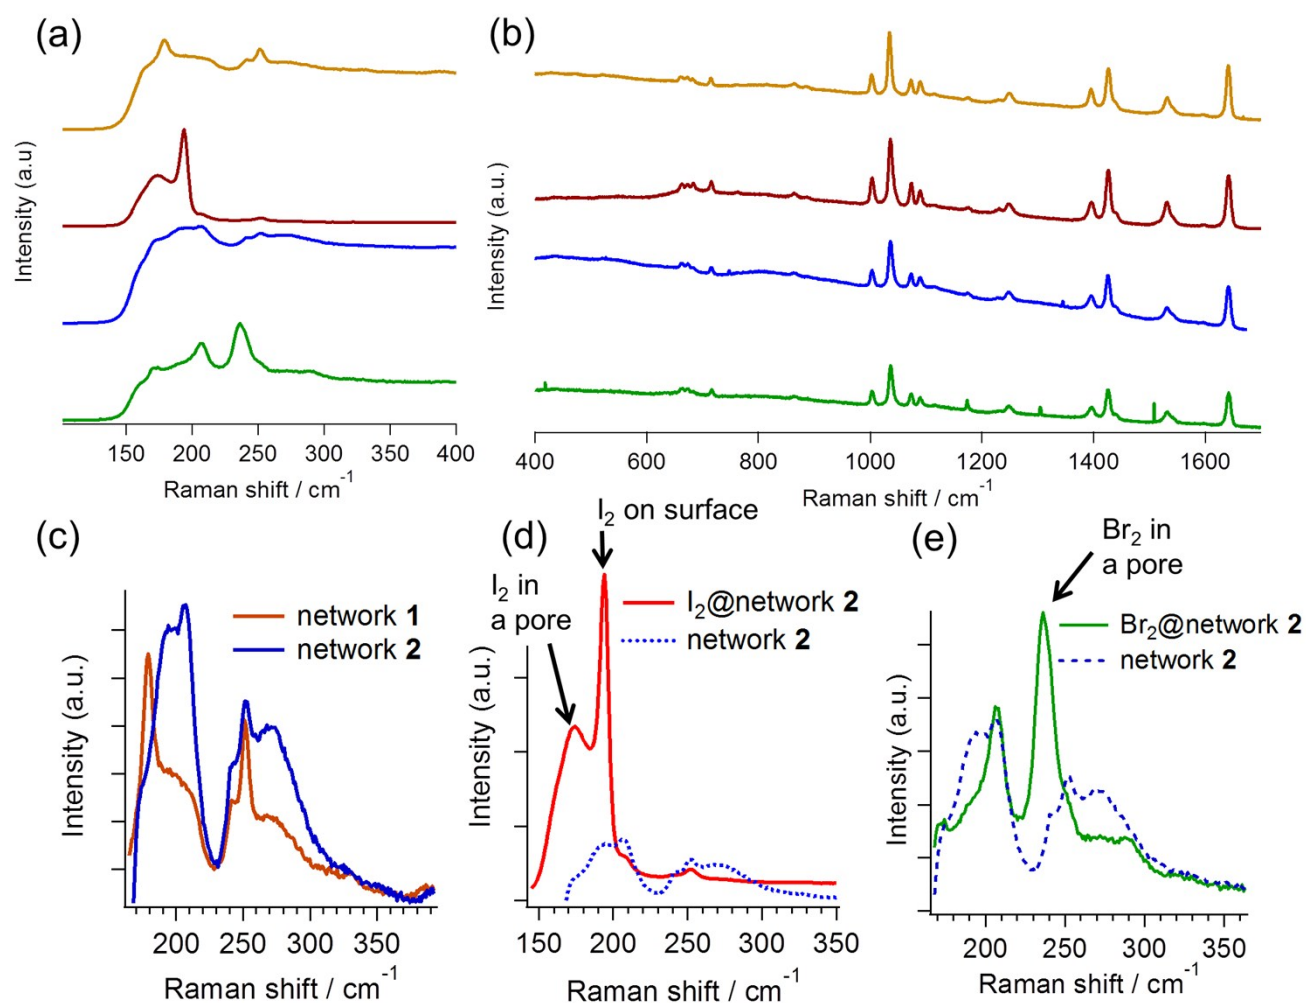 (a)
Intensity (a.u)
150 200 250 300 350 400
Raman shift / cm⁻¹
(b)
Intensity (a.u.)
400 600 800 1000 1200 1400 1600
Raman shift / cm⁻¹
(c)
network 1
network 2
Intensity (a.u.)
200 250 300 350
Raman shift / cm⁻¹
(d)
I₂ on surface
I₂ in
a pore
I₂@network 2
network 2
Intensity (a.u.)
150 200 250 300 350
Raman shift / cm⁻¹
(e)
Br₂ in
a pore
Br₂@network 2
network 2
Intensity (a.u.)
200 250 300 350
Raman shift / cm⁻¹